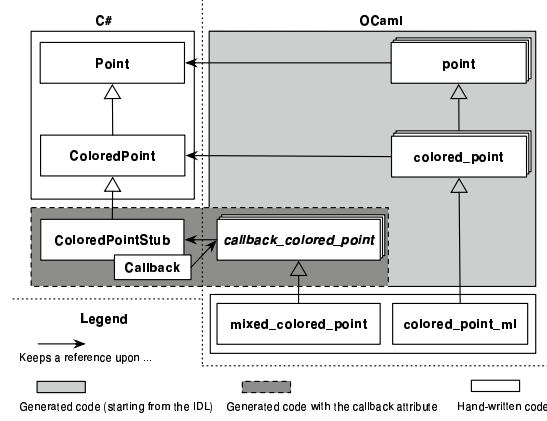 C#
OCaml
Point
point
ColoredPoint
colored_point
ColoredPointStub
callback_colored_point
Callback
mixed_colored_point
colored_point_ml
Legend
Keeps a reference upon ...
Generated code (starting from the IDL)
Generated code with the callback attribute
Hand-written code